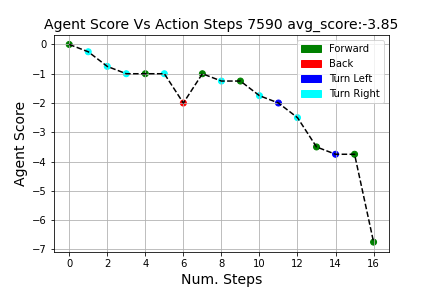 Agent Score Vs Action Steps 7590 avg_score:-3.85
0
−1
−2
−3
−4
−5
−6
−7
Agent Score
Forward
Back
Turn Left
Turn Right
0 2 4 6 8 10 12 14 16
Num. Steps